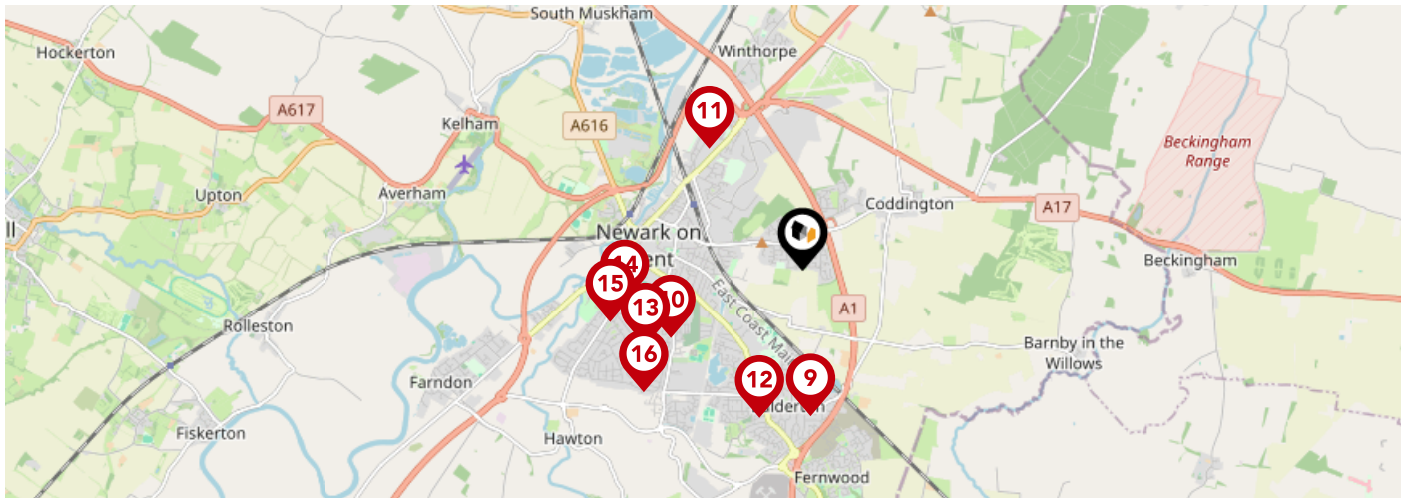 South Muskham
Hockerton
Winthorpe
A617
11
A616
Kelham
Beckingham
Range
Upton
Averham
Coddington
A17
ll
Newark on
ent
14
Beckingham
15
13
10
A1
East Coast Mai
Rolleston
Barnby in the
Willows
16
12
9
Farndon
alderton
Fiskerton
Hawton
Fernwood